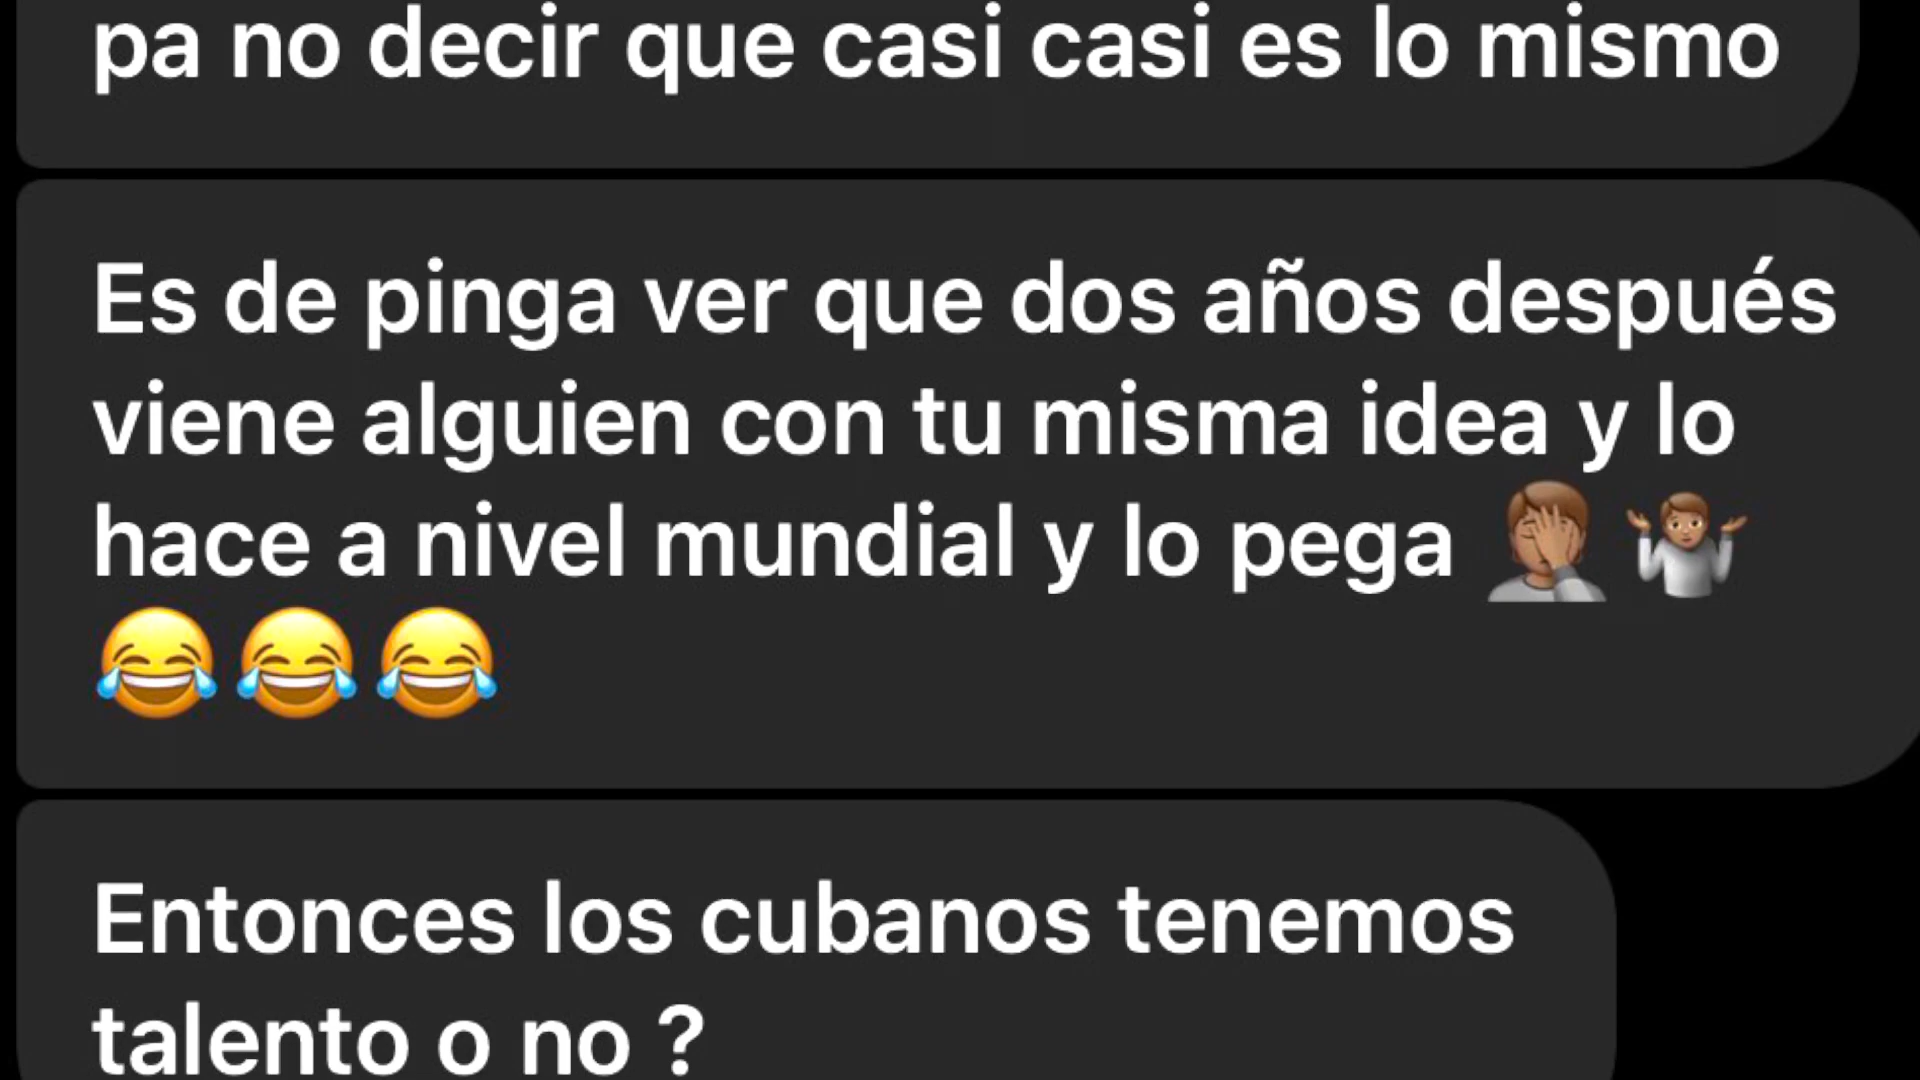 pa no decir que casi casi es lo mismo
Es de pinga ver que dos años después
viene alguien con tu misma idea y lo
hace a nivel mundial y lo pega 🤦🏽🤷🏽
😂😂😂
Entonces los cubanos tenemos
talento o no ?